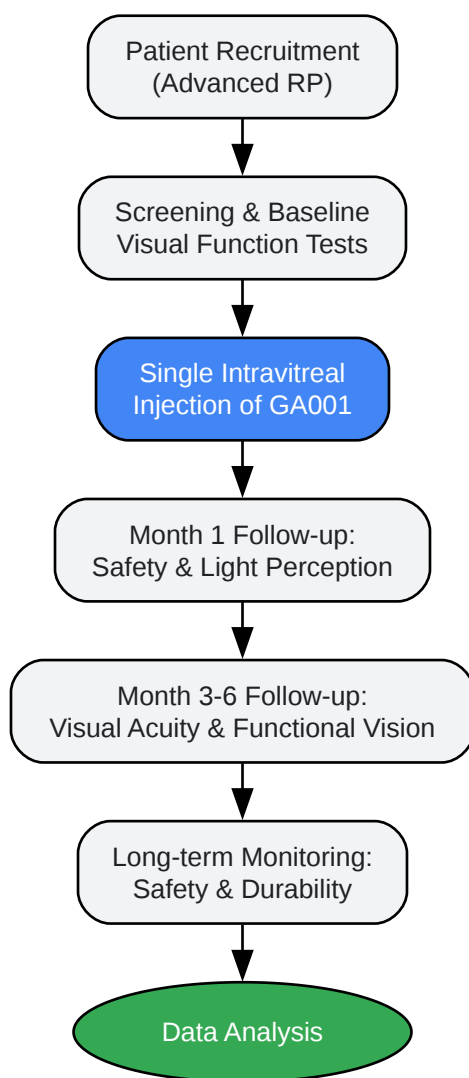 Patient Recruitment
(Advanced RP)
Screening & Baseline
Visual Function Tests
Single Intravitreal
Injection of GA001
Month 1 Follow-up:
Safety & Light Perception
Month 3-6 Follow-up:
Visual Acuity & Functional Vision
Long-term Monitoring:
Safety & Durability
Data Analysis